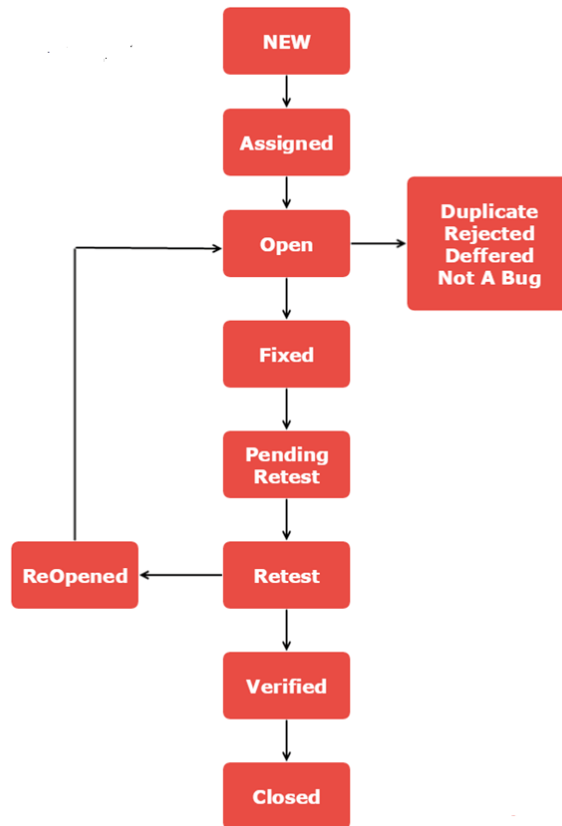 NEW
Assigned
Open
Duplicate
Rejected
Deffered
Not A Bug
Fixed
Pending
Retest
ReOpened
Retest
Verified
Closed